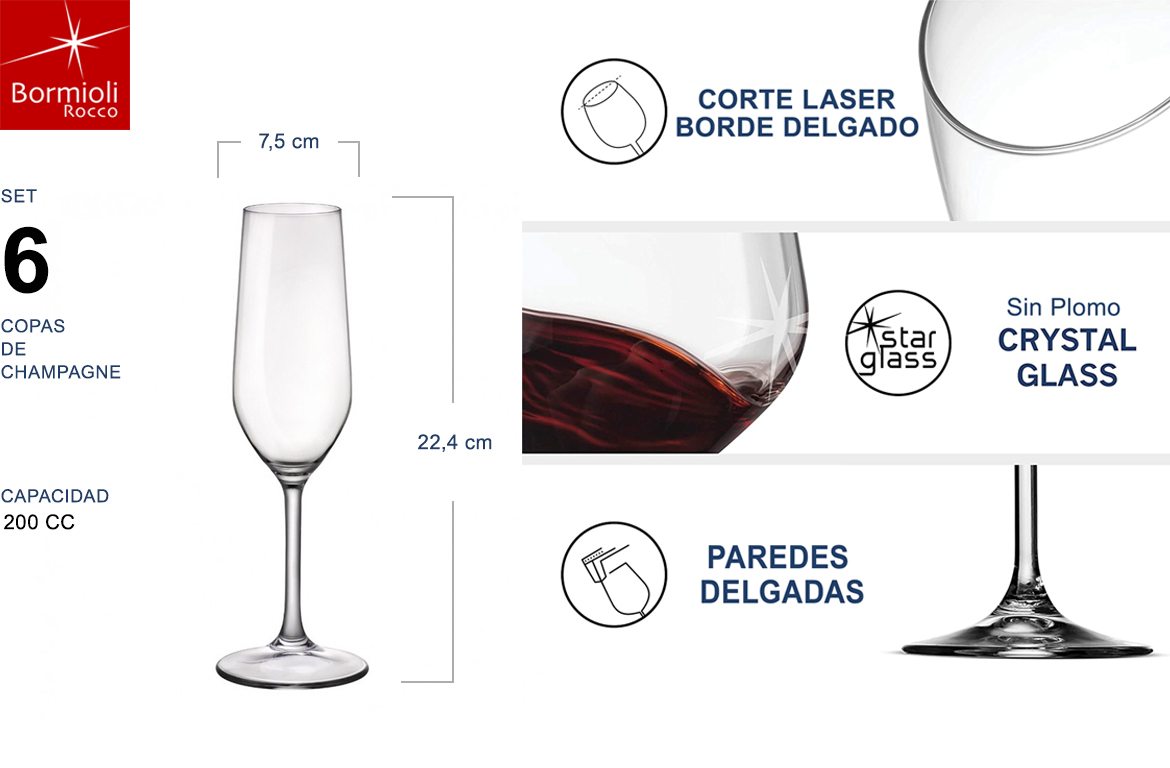 Bormioli
Rocco
7,5 cm
SET
6
COPAS
DE
CHAMPAGNE
22,4 cm
CAPACIDAD
200 CC
CORTE LASER
BORDE DELGADO
star
glass
Sin Plomo
CRYSTAL
GLASS
PAREDES
DELGADAS